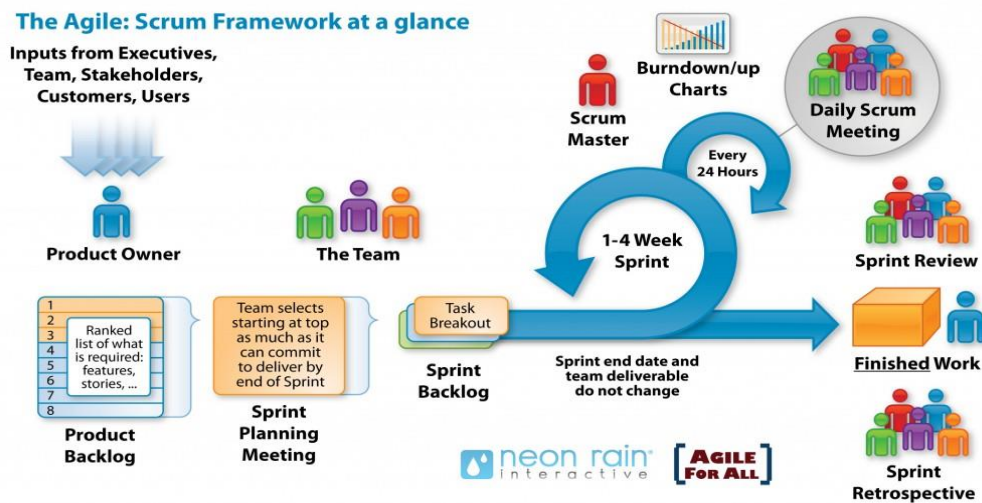 The Agile: Scrum Framework at a glance
Inputs from Executives,
Team, Stakeholders,
Customers, Users
Product Owner
The Team
Scrum
Master
Burndown/up
Charts
Daily Scrum
Meeting
Every
24 Hours
1-4 Week
Sprint
Sprint Review
1
2
3
4
5
6
7
8
Ranked
list of what
is required:
features,
stories, ...
Product
Backlog
Team selects
starting at top
as much as it
can commit
to deliver by
end of Sprint
Sprint
Planning
Meeting
Task
Breakout
Sprint
Backlog
Sprint end date and
team deliverable
do not change
Finished Work
Sprint
Retrospective
neon rain®
interactive
AGILE
FOR ALL